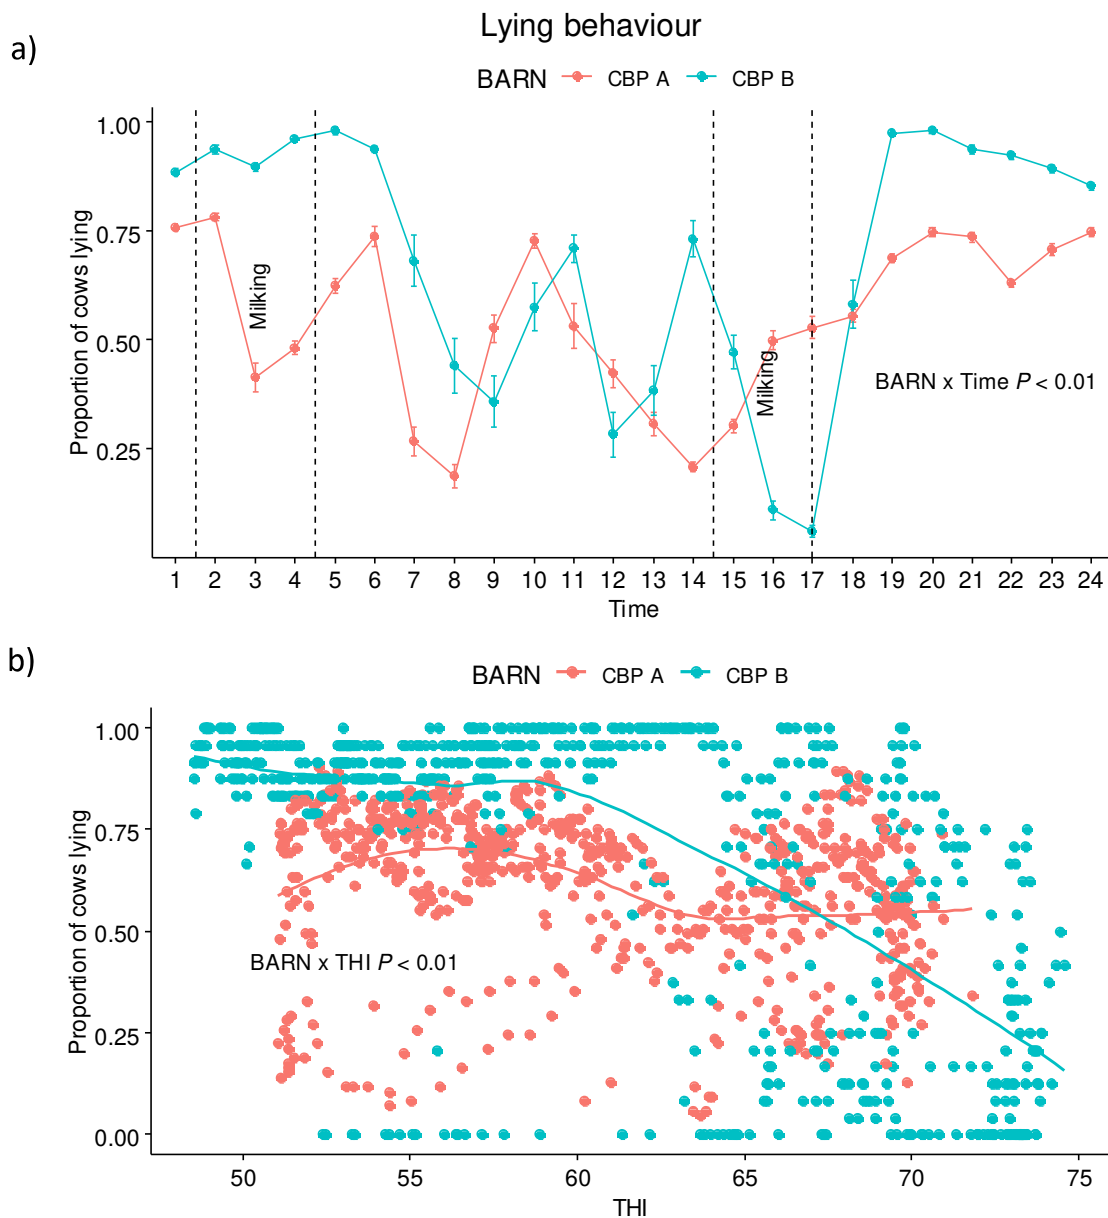 Lying behaviour
a)
BARN CBP A CBP B
Proportion of cows lying
1.00
0.75
0.50
0.25
Milking
Milking
BARN x Time P < 0.01
1 2 3 4 5 6 7 8 9 10 11 12 13 14 15 16 17 18 19 20 21 22 23 24
Time
b)
BARN CBP A CBP B
Proportion of cows lying
1.00
0.75
0.50
0.25
0.00
BARN x THI P < 0.01
50 55 60 65 70 75
THI